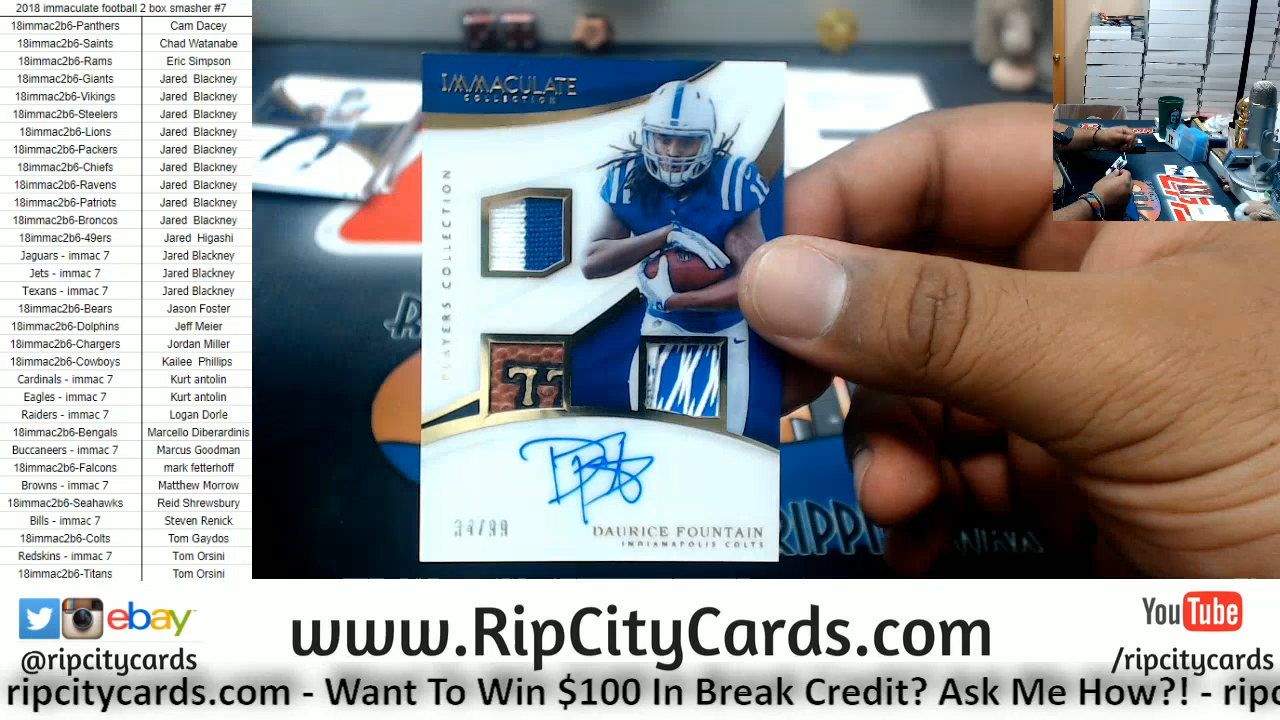 2018 immaculate football 2 box smasher #7
18immac2b6-Panthers Cam Dacey
18immac2b6-Saints Chad Watanabe
18immac2b6-Rams Eric Simpson
18immac2b6-Giants Jared Blackney
18immac2b6-Vikings Jared Blackney
18immac2b6-Steelers Jared Blackney
18immac2b6-Lions Jared Blackney
18immac2b6-Packers Jared Blackney
18immac2b6-Chiefs Jared Blackney
18immac2b6-Ravens Jared Blackney
18immac2b6-Patriots Jared Blackney
18immac2b6-Broncos Jared Blackney
18immac2b6-49ers Jared Higashi
Jaguars - immac 7 Jared Blackney
Jets - immac 7 Jared Blackney
Texans - immac 7 Jared Blackney
18immac2b6-Bears Jason Foster
18immac2b6-Dolphins Jeff Meier
18immac2b6-Chargers Jordan Miller
18immac2b6-Cowboys Kailee Phillips
Cardinals - immac 7 Kurt antolin
Eagles - immac 7 Kurt antolin
Raiders - immac 7 Logan Dorle
18immac2b6-Bengals Marcello Diberardinis
Buccaneers - immac 7 Marcus Goodman
18immac2b6-Falcons mark fetterhoff
Browns - immac 7 Matthew Morrow
18immac2b6-Seahawks Reid Shrewsbury
Bills - immac 7 Steven Renick
18immac2b6-Colts Tom Gaydos
Redskins - immac 7 Tom Orsini
18immac2b6-Titans Tom Orsini
IMMACULATE
COLLECTION
PLAYERS COLLECTION
10
34/99
DAURICE FOUNTAIN
INDIANAPOLIS COLTS
RIPPI
ebay
@ripcitycards
www.RipCityCards.com
YouTube
/ripcitycards
ripcitycards.com - Want To Win $100 In Break Credit? Ask Me How?! - ripc